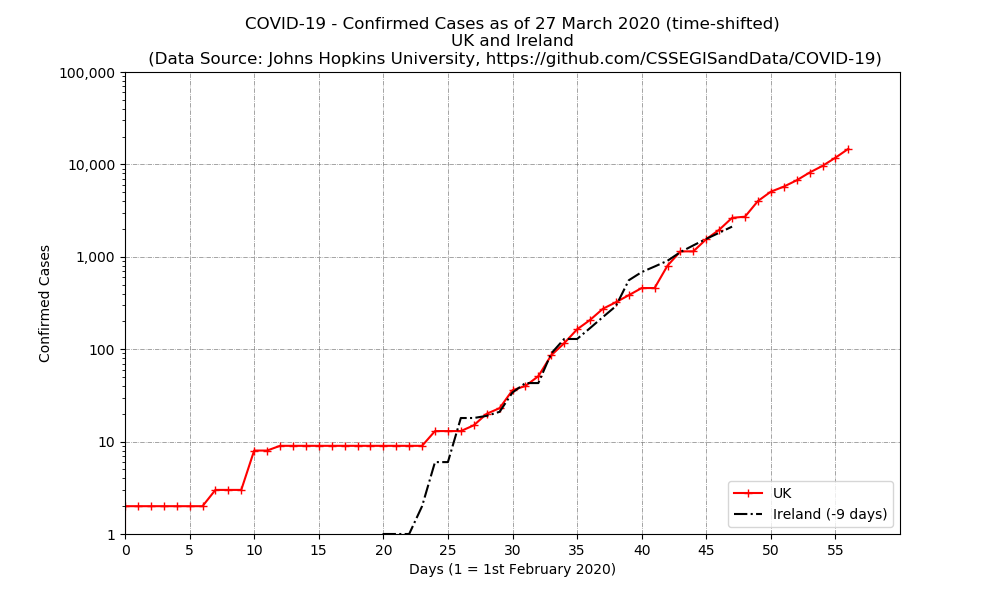 COVID-19 - Confirmed Cases as of 27 March 2020 (time-shifted)
UK and Ireland
(Data Source: Johns Hopkins University, https://github.com/CSSEGISandData/COVID-19)
100,000
10,000
1,000
100
10
1
Confirmed Cases
0 5 10 15 20 25 30 35 40 45 50 55
Days (1 = 1st February 2020)
UK
Ireland (-9 days)